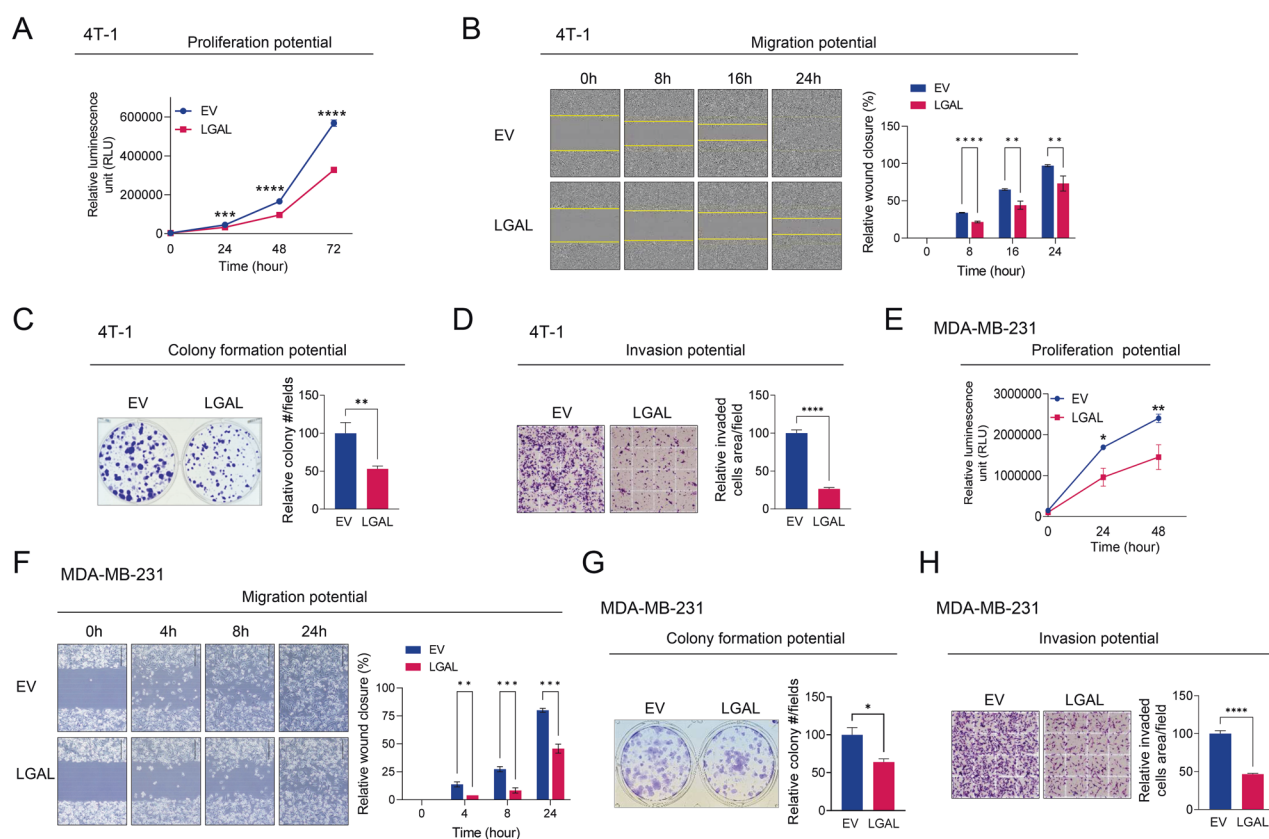 A
4T-1
Proliferation potential
Relative luminescence
unit (RLU)
EV
LGAL
600000
400000
200000
0
***
****
****
0 24 48 72
Time (hour)
B
4T-1
Migration potential
0h 8h 16h 24h
EV
LGAL
Relative wound closure (%)
EV
LGAL
150
100
50
0
**** ** **
0 8 16 24
Time (hour)
C
4T-1
Colony formation potential
EV LGAL
Relative colony #/fields
150
100
50
0
**
EV LGAL
D
4T-1
Invasion potential
EV LGAL
Relative invaded
cells area/field
150
100
50
0
****
EV LGAL
E
MDA-MB-231
Proliferation potential
Relative luminescence
unit (RLU)
3000000
2000000
1000000
0
EV
LGAL
*
**
0 24 48
Time (hour)
F
MDA-MB-231
Migration potential
0h 4h 8h 24h
EV
LGAL
Relative wound closure (%)
EV
LGAL
100
75
50
25
0
** *** ***
0 4 8 24
Time (hour)
G
MDA-MB-231
Colony formation potential
EV LGAL
Relative colony #/fields
150
100
50
0
*
EV LGAL
H
MDA-MB-231
Invasion potential
EV LGAL
Relative invaded
cells area/field
150
100
50
0
****
EV LGAL